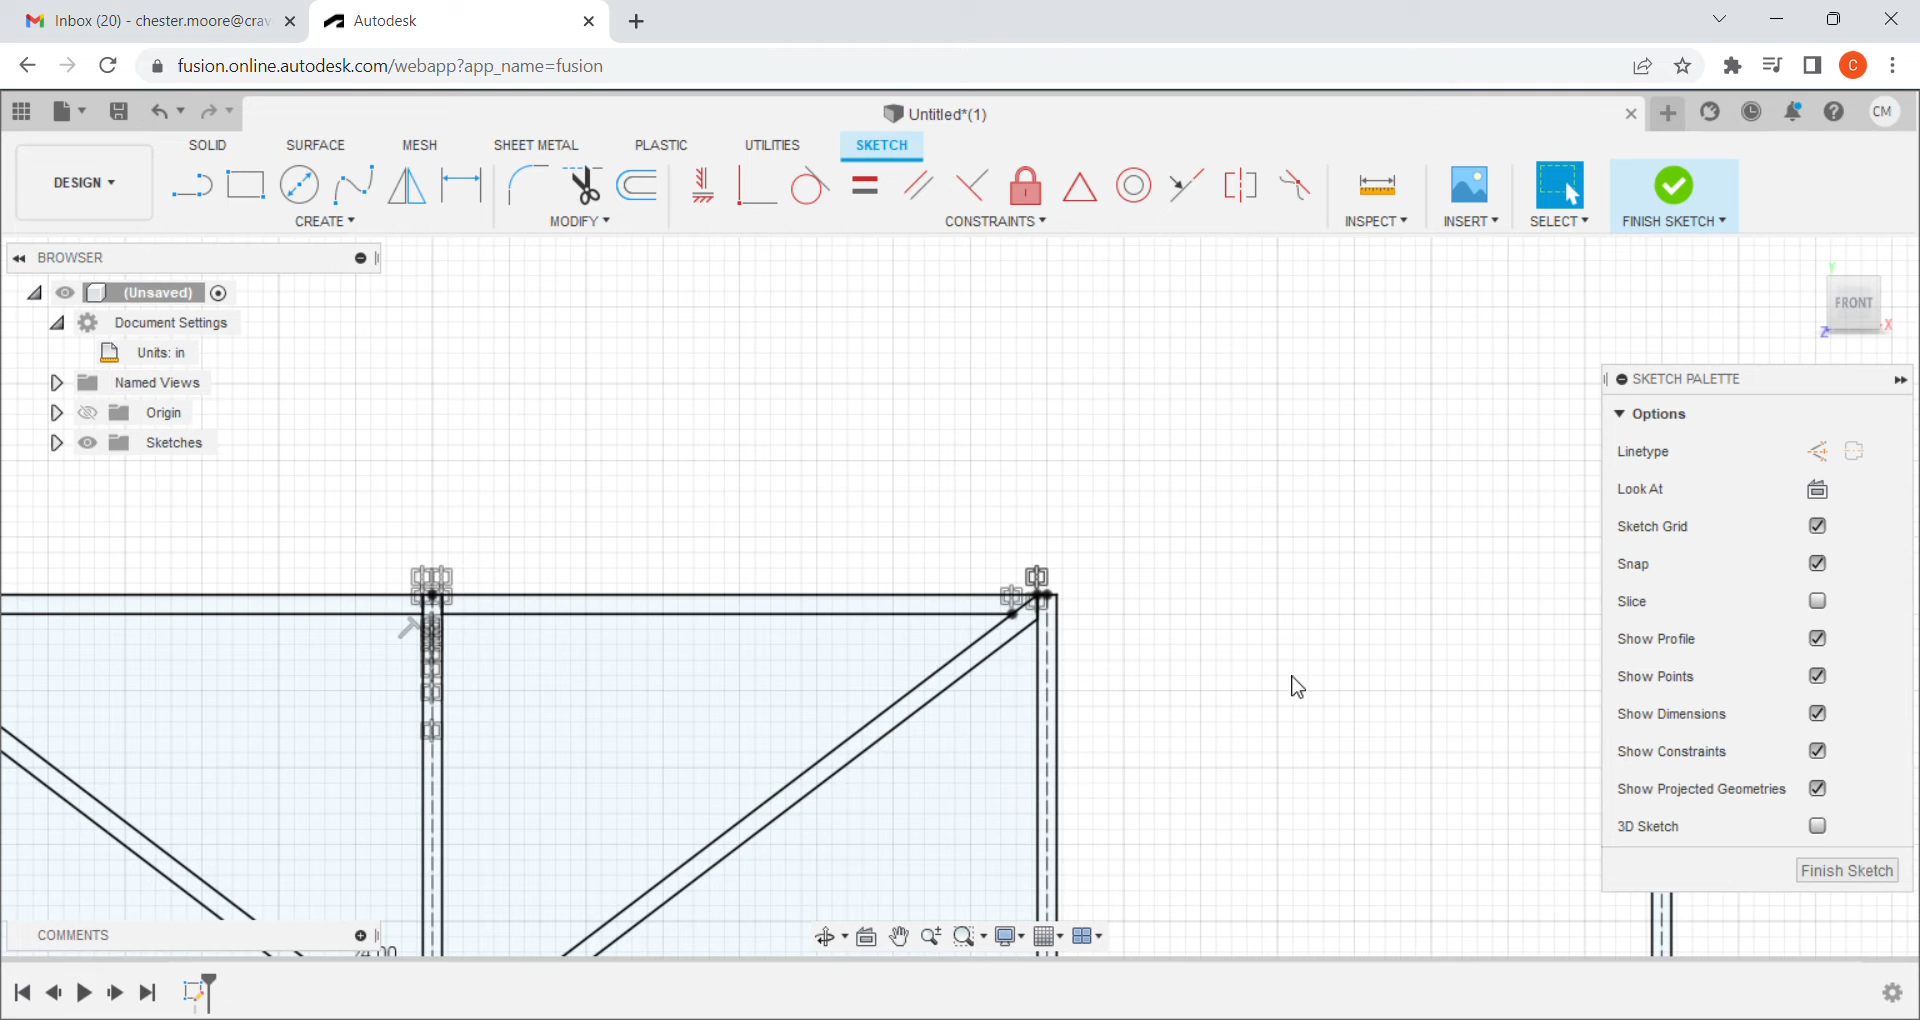 Inbox (20) - chester.moore@crav
Autodesk
fusion.online.autodesk.com/webapp?app_name=fusion
C
Untitled*(1)
CM
DESIGN
SOLID
SURFACE
MESH
SHEET METAL
PLASTIC
UTILITIES
SKETCH
CREATE
MODIFY
CONSTRAINTS
INSPECT
INSERT
SELECT
FINISH SKETCH
BROWSER
(Unsaved)
Document Settings
Units: in
Named Views
Origin
Sketches
Y
FRONT
X
Z
SKETCH PALETTE
Options
Linetype
Look At
Sketch Grid
Snap
Slice
Show Profile
Show Points
Show Dimensions
Show Constraints
Show Projected Geometries
3D Sketch
Finish Sketch
COMMENTS